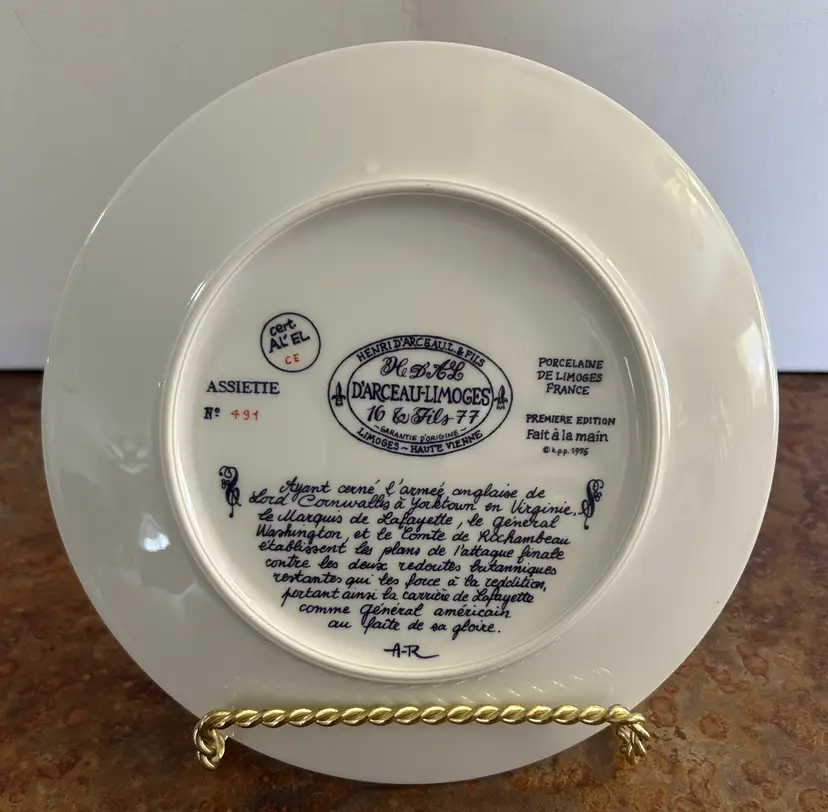 cert.
AL' EL
CE
ASSIETTE
Nº 491
HENRI D'ARCEAU L. & FILS
H D'A L
D'ARCEAU-LIMOGES
16 & Fils 77
~GARANTIE D'ORIGINE~
LIMOGES ~ HAUTE VIENNE
PORCELAINE
DE LIMOGES
FRANCE
PREMIERE EDITION
Fait à la main
© h.p.p. 1975
Ayant cerné l'armée anglaise de
Lord Cornwallis à Yorktown en Virginie,
le Marquis de Lafayette, le général
Washington, et le Comte de Rochambeau
établissent les plans de l'attaque finale
contre les deux redoutes britanniques
restantes qui les force à la reddition,
portant ainsi la carrière de Lafayette
comme général américain
au faîte de sa gloire.
A-R